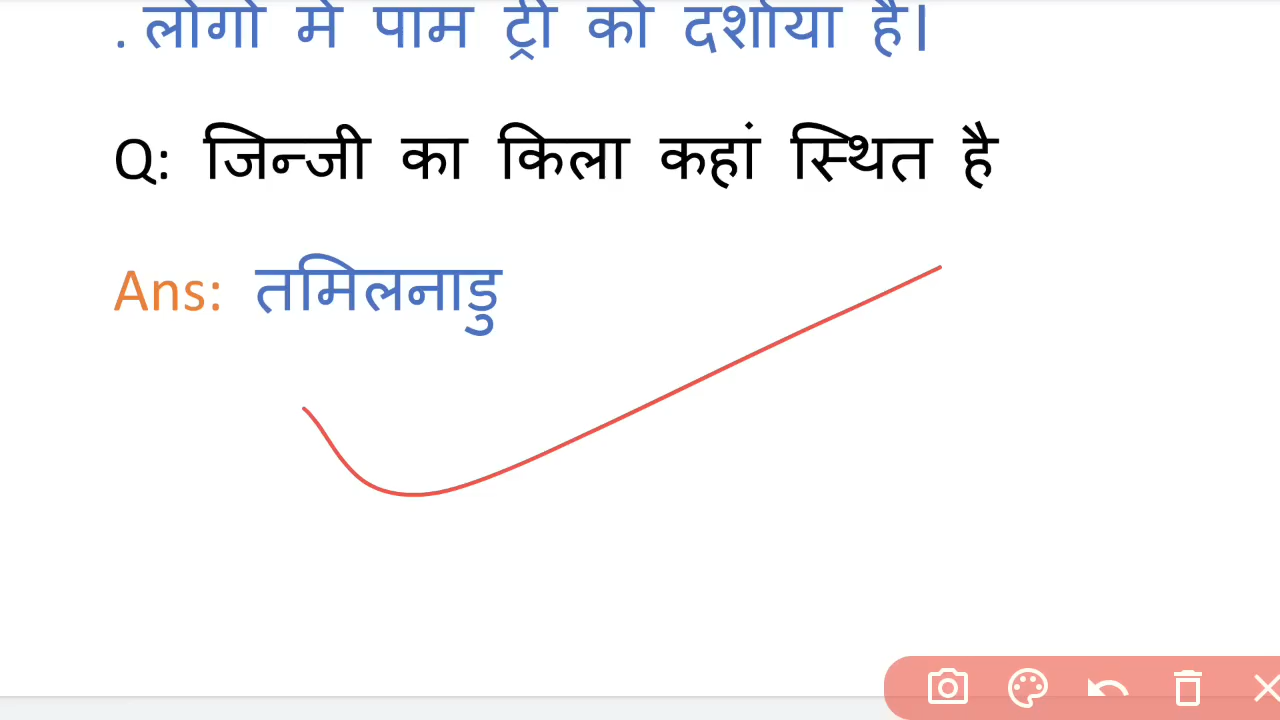 . लोगो में पाम ट्री को दर्शाया है।
Q: जिन्जी का किला कहां स्थित है
Ans: तमिलनाडु